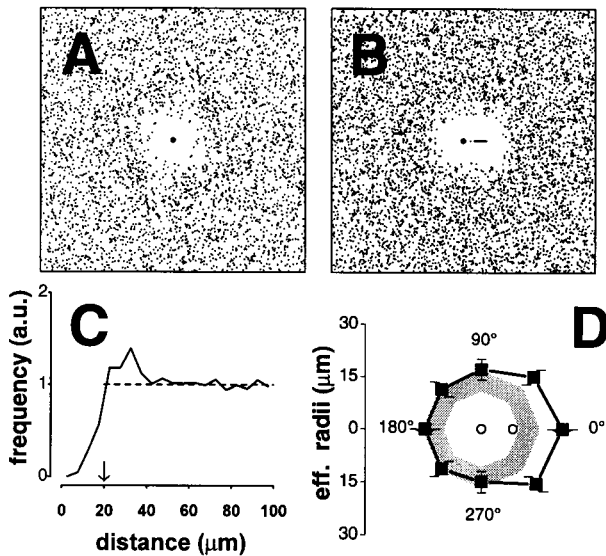 A
B
C
D
frequency (a.u.)
2
1
0
0 20 40 60 80 100
distance (μm)
eff. radii (μm)
30
15
0
15
30
90°
180°
0°
270°